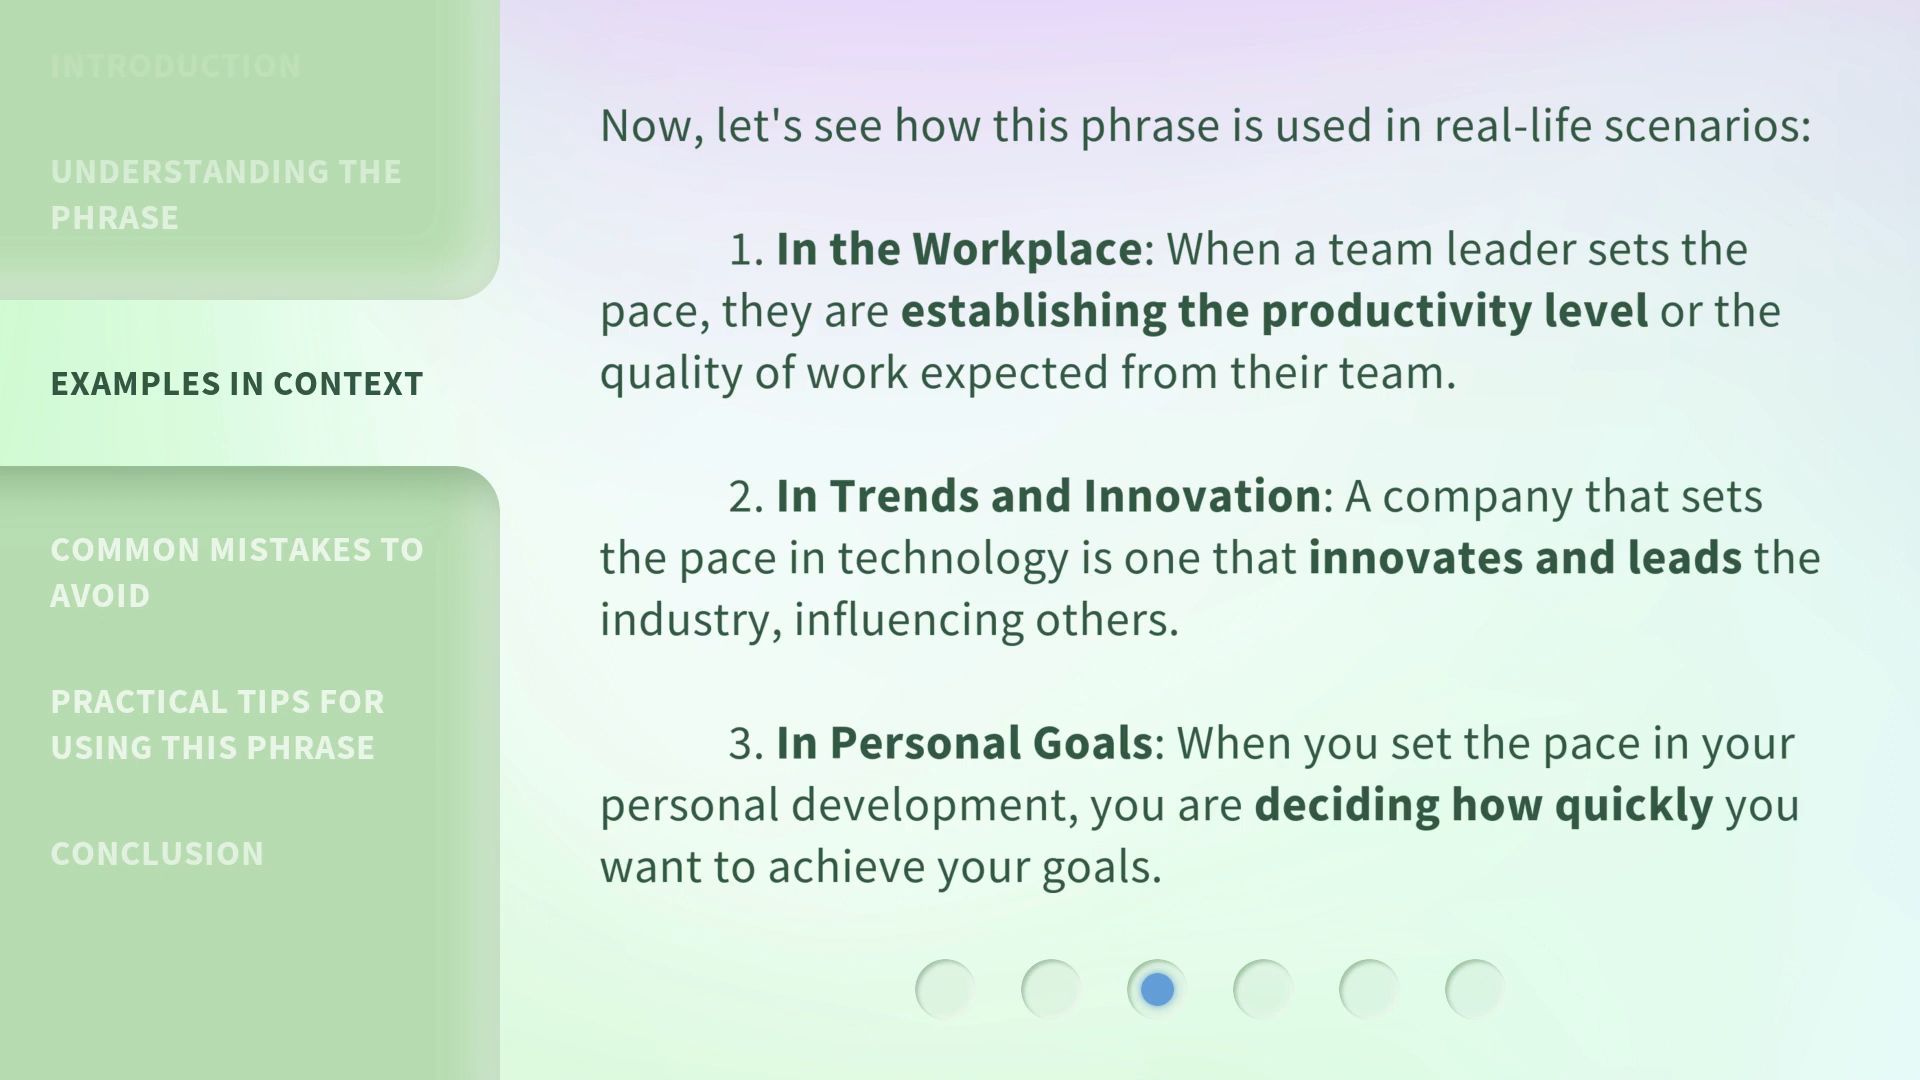 INTRODUCTION
UNDERSTANDING THE
PHRASE
EXAMPLES IN CONTEXT
COMMON MISTAKES TO
AVOID
PRACTICAL TIPS FOR
USING THIS PHRASE
CONCLUSION
Now, let's see how this phrase is used in real-life scenarios:
1. In the Workplace: When a team leader sets the
pace, they are establishing the productivity level or the
quality of work expected from their team.
2. In Trends and Innovation: A company that sets
the pace in technology is one that innovates and leads the
industry, influencing others.
3. In Personal Goals: When you set the pace in your
personal development, you are deciding how quickly you
want to achieve your goals.